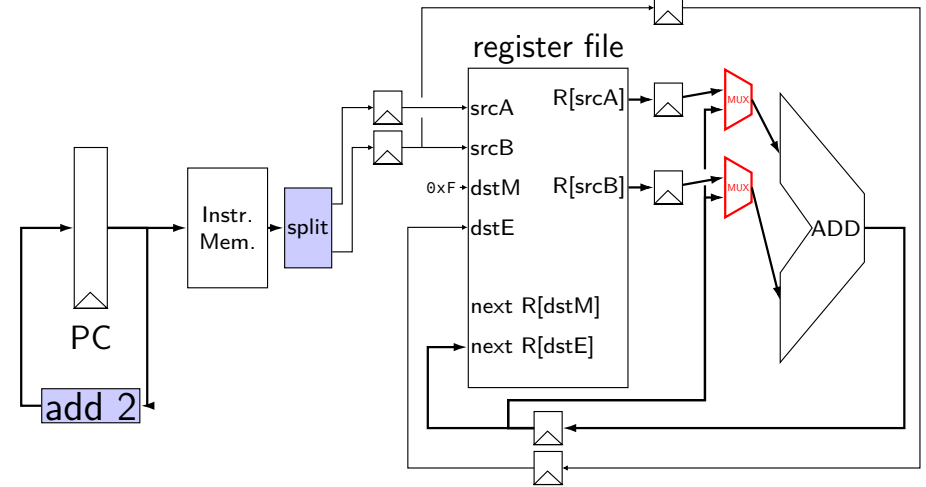 register file
R[srcA]
srcA
MUX
srcB
0xF
dstM
R[srcB]
MUX
Instr.
Mem.
split
dstE
ADD
next R[dstM]
PC
next R[dstE]
add 2